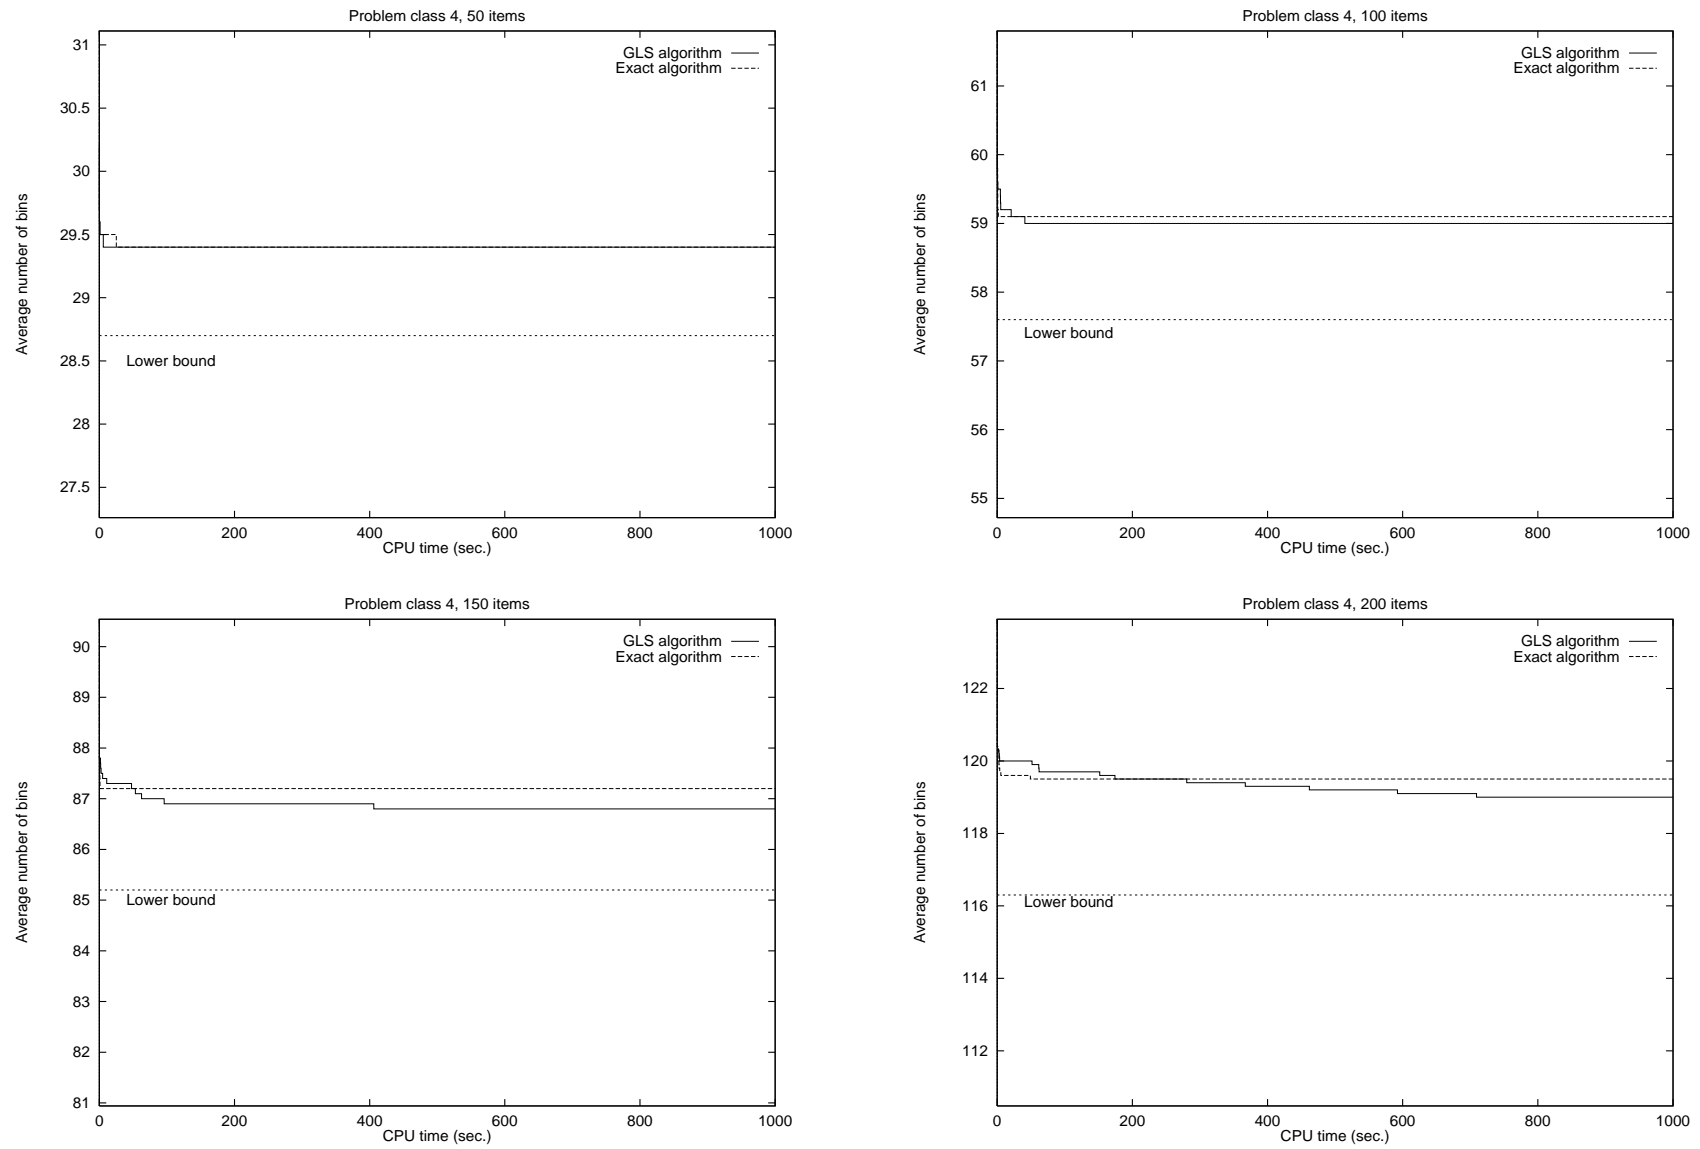 Problem class 4, 50 items
31
30.5
30
29.5
29
28.5
28
27.5
Average number of bins
GLS algorithm
Exact algorithm
Lower bound
0 200 400 600 800 1000
CPU time (sec.)
Problem class 4, 100 items
61
60
59
58
57
56
55
Average number of bins
GLS algorithm
Exact algorithm
Lower bound
0 200 400 600 800 1000
CPU time (sec.)
Problem class 4, 150 items
90
89
88
87
86
85
84
83
82
81
Average number of bins
GLS algorithm
Exact algorithm
Lower bound
0 200 400 600 800 1000
CPU time (sec.)
Problem class 4, 200 items
122
120
118
116
114
112
Average number of bins
GLS algorithm
Exact algorithm
Lower bound
0 200 400 600 800 1000
CPU time (sec.)